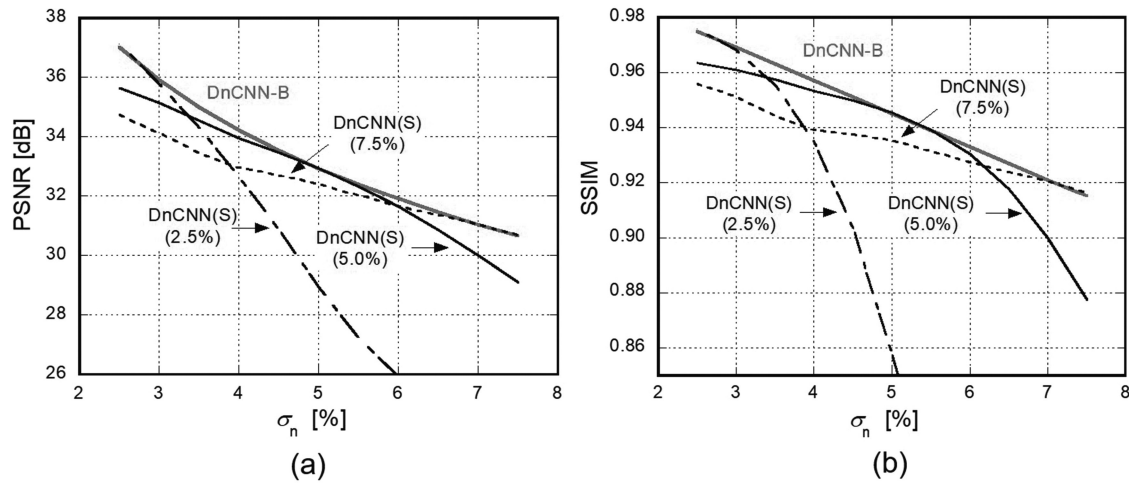 38
36
34
32
30
28
26
PSNR [dB]
DnCNN-B
DnCNN(S)
(7.5%)
DnCNN(S)
(2.5%)
DnCNN(S)
(5.0%)
2 3 4 5 6 7 8
σn [%]
(a)
0.98
0.96
0.94
0.92
0.90
0.88
0.86
SSIM
DnCNN-B
DnCNN(S)
(7.5%)
DnCNN(S)
(2.5%)
DnCNN(S)
(5.0%)
2 3 4 5 6 7 8
σn [%]
(b)